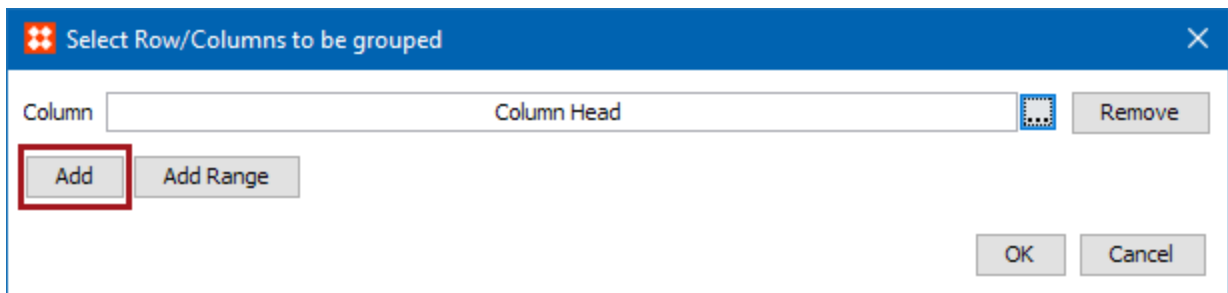 Select Row/Columns to be grouped
Column Column Head ... Remove
Add Add Range
OK Cancel